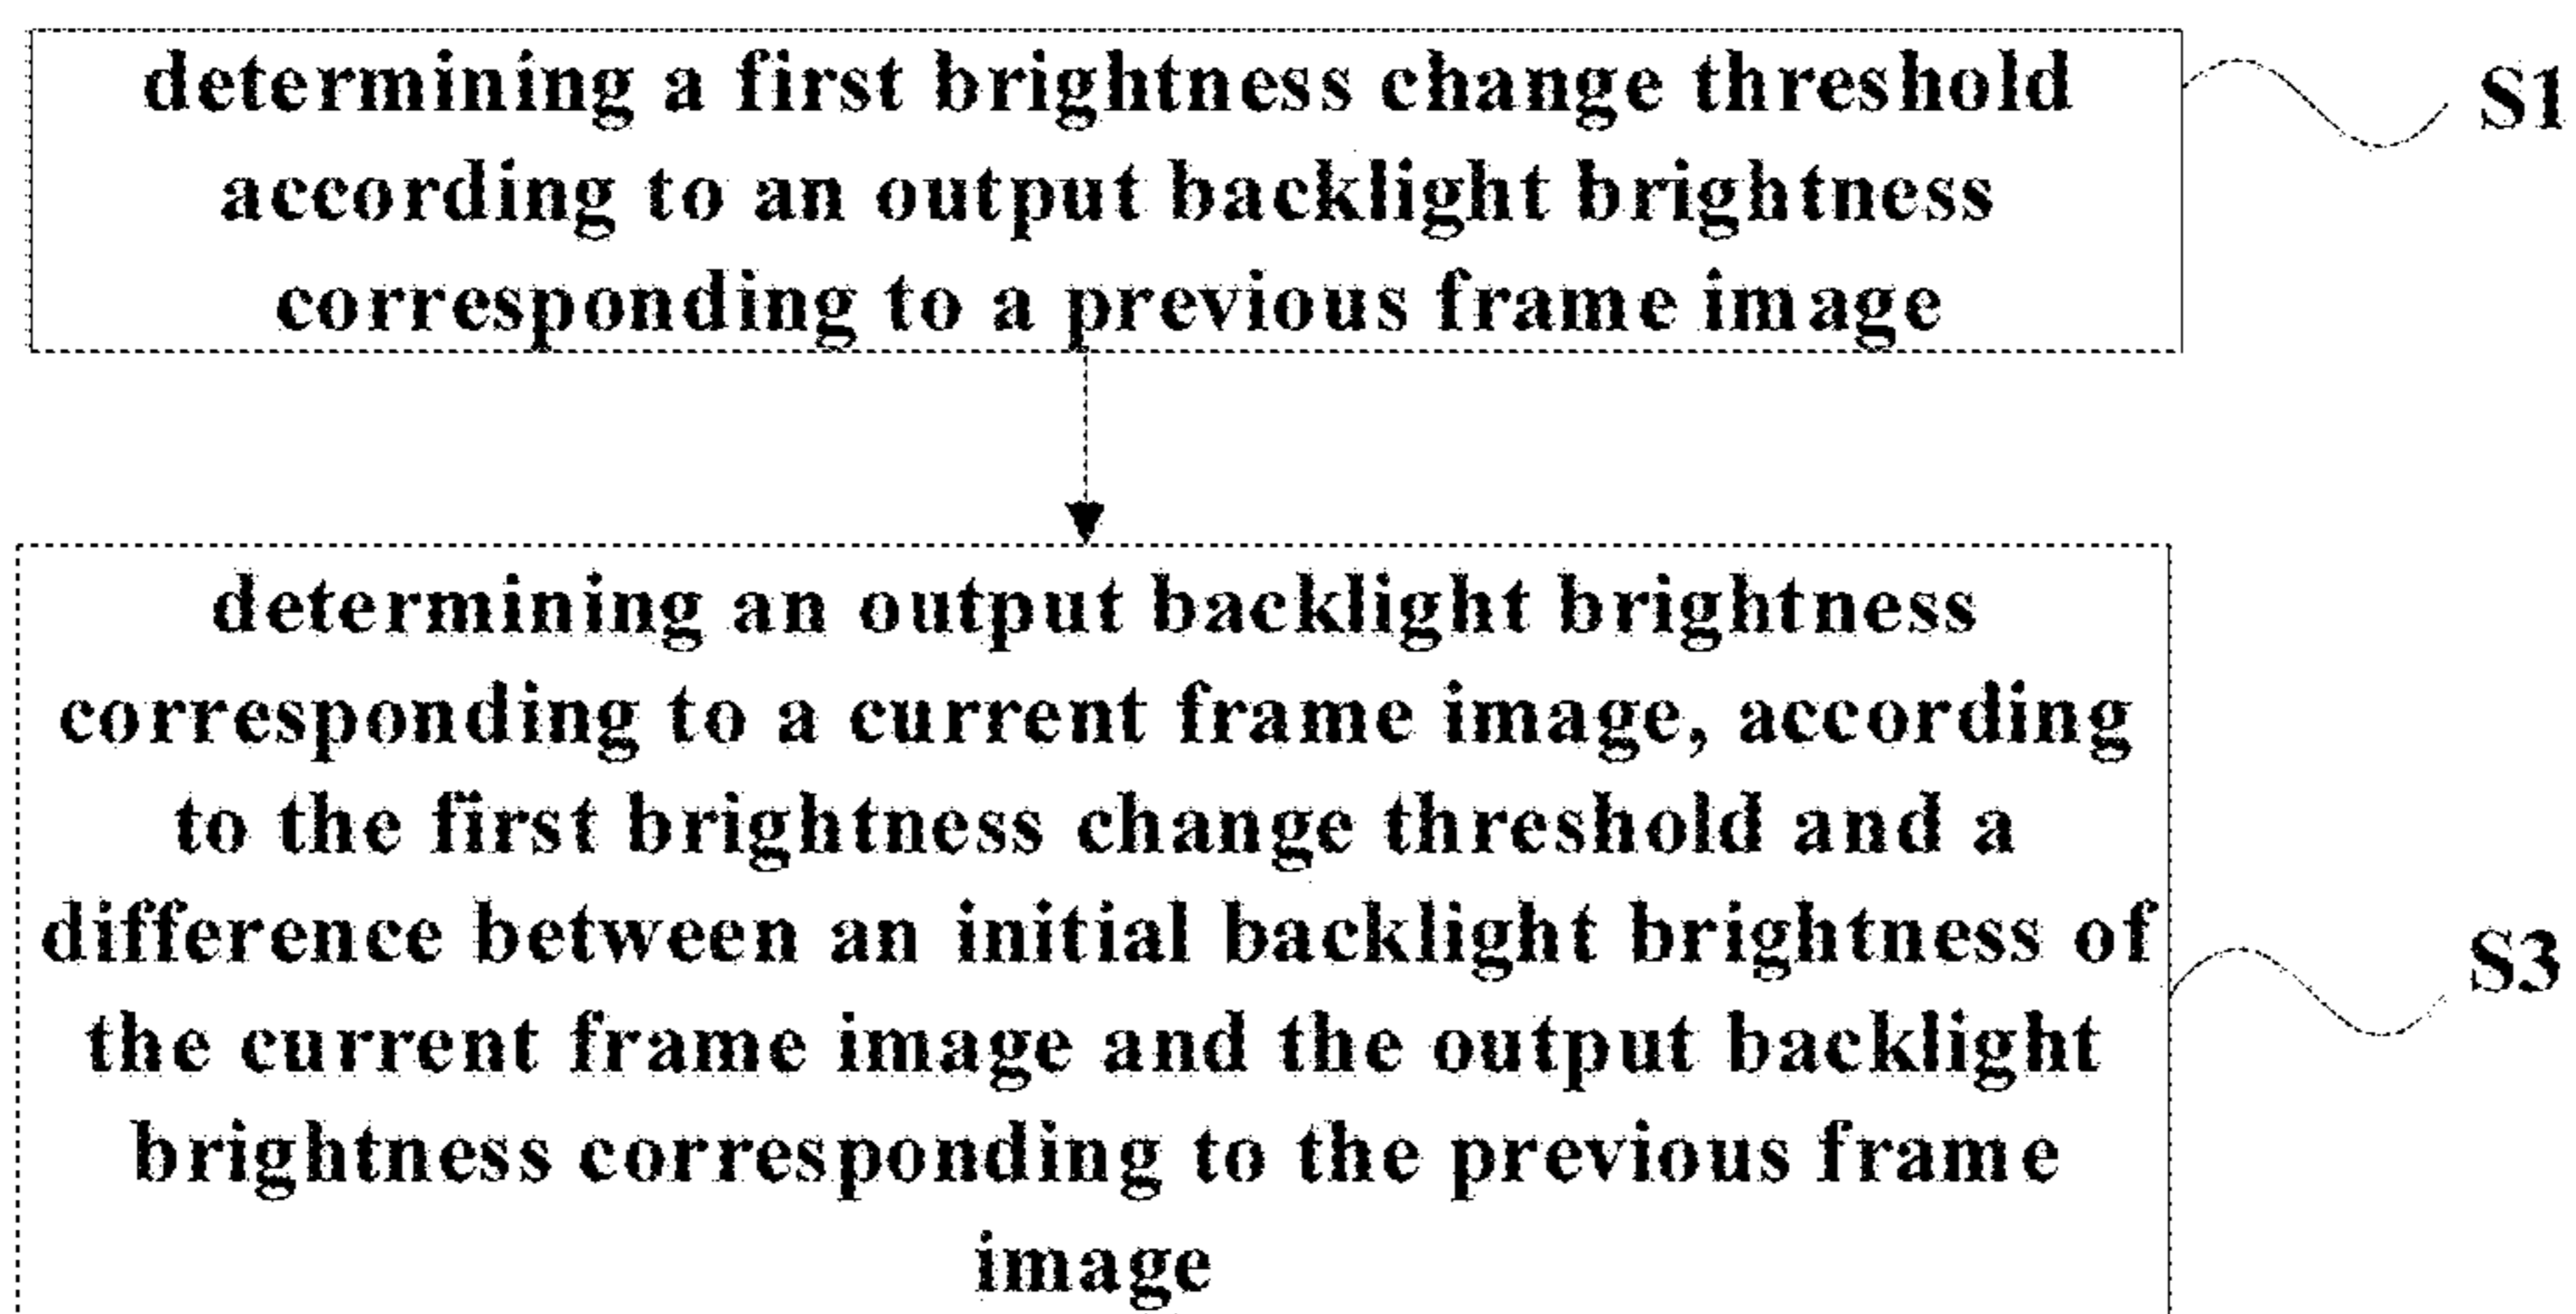 determining a first brightness change threshold
according to an output backlight brightness
corresponding to a previous frame image
S1
determining an output backlight brightness
corresponding to a current frame image, according
to the first brightness change threshold and a
difference between an initial backlight brightness of
the current frame image and the output backlight
brightness corresponding to the previous frame
image
S3